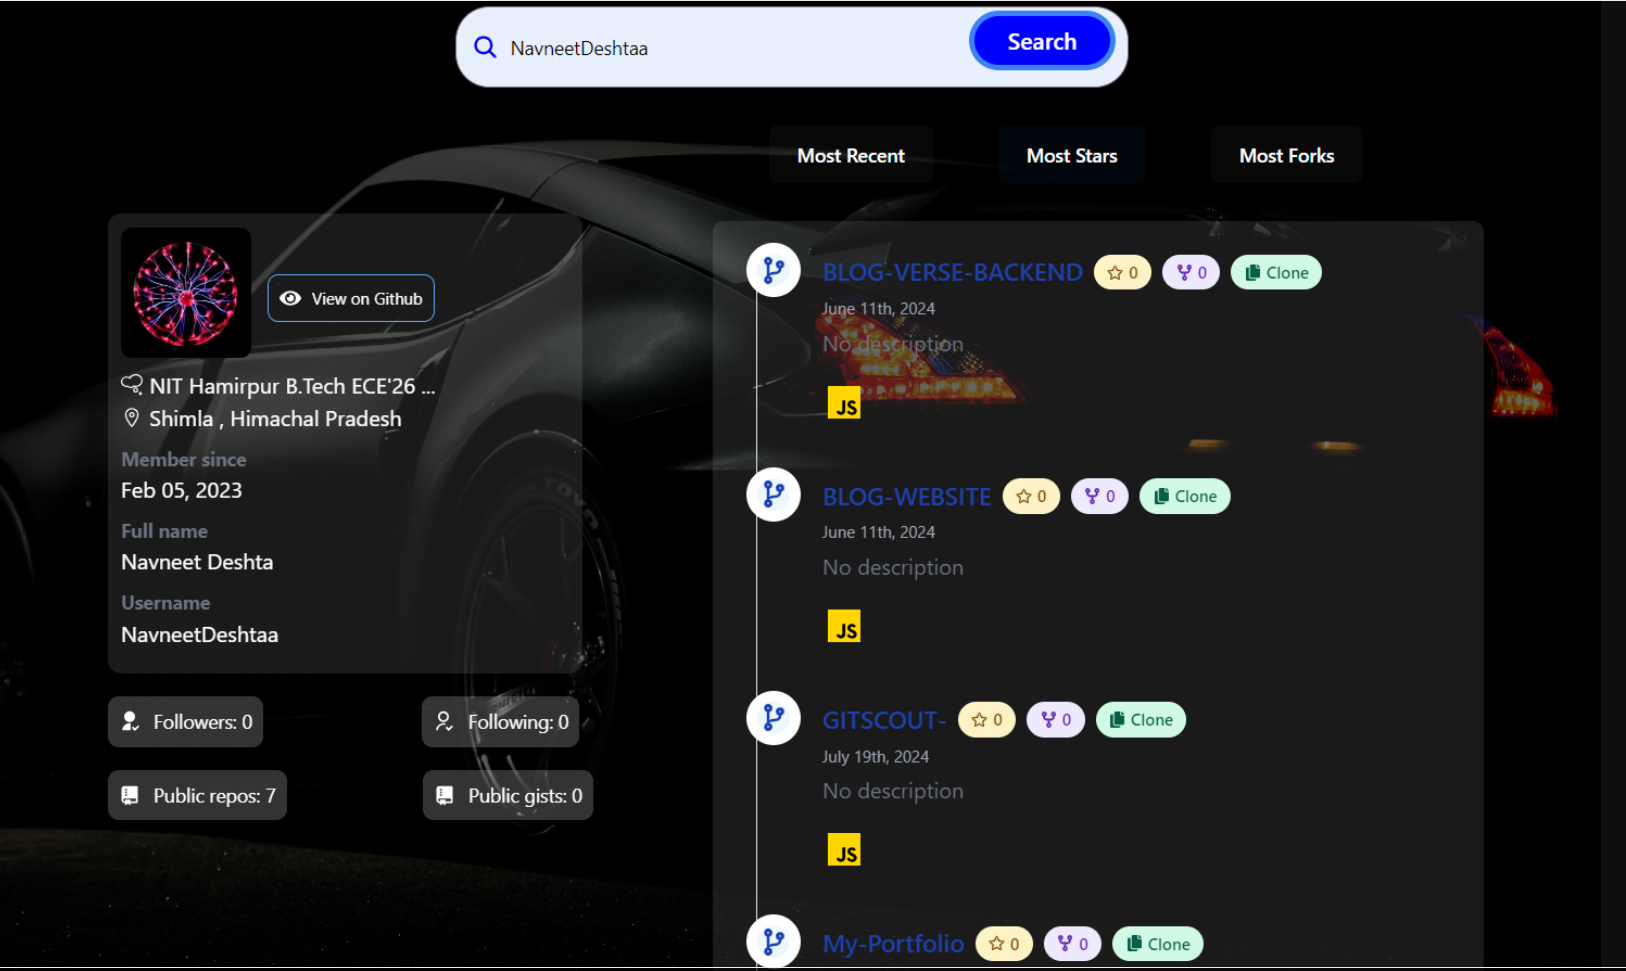 NavneetDeshtaa
Search
Most Recent
Most Stars
Most Forks
View on Github
NIT Hamirpur B.Tech ECE'26 ...
Shimla , Himachal Pradesh
Member since
Feb 05, 2023
Full name
Navneet Deshta
Username
NavneetDeshtaa
Followers: 0
Following: 0
Public repos: 7
Public gists: 0
BLOG-VERSE-BACKEND 0 0 Clone
June 11th, 2024
No description
JS
BLOG-WEBSITE 0 0 Clone
June 11th, 2024
No description
JS
GITSCOUT- 0 0 Clone
July 19th, 2024
No description
JS
My-Portfolio 0 0 Clone
TOYO